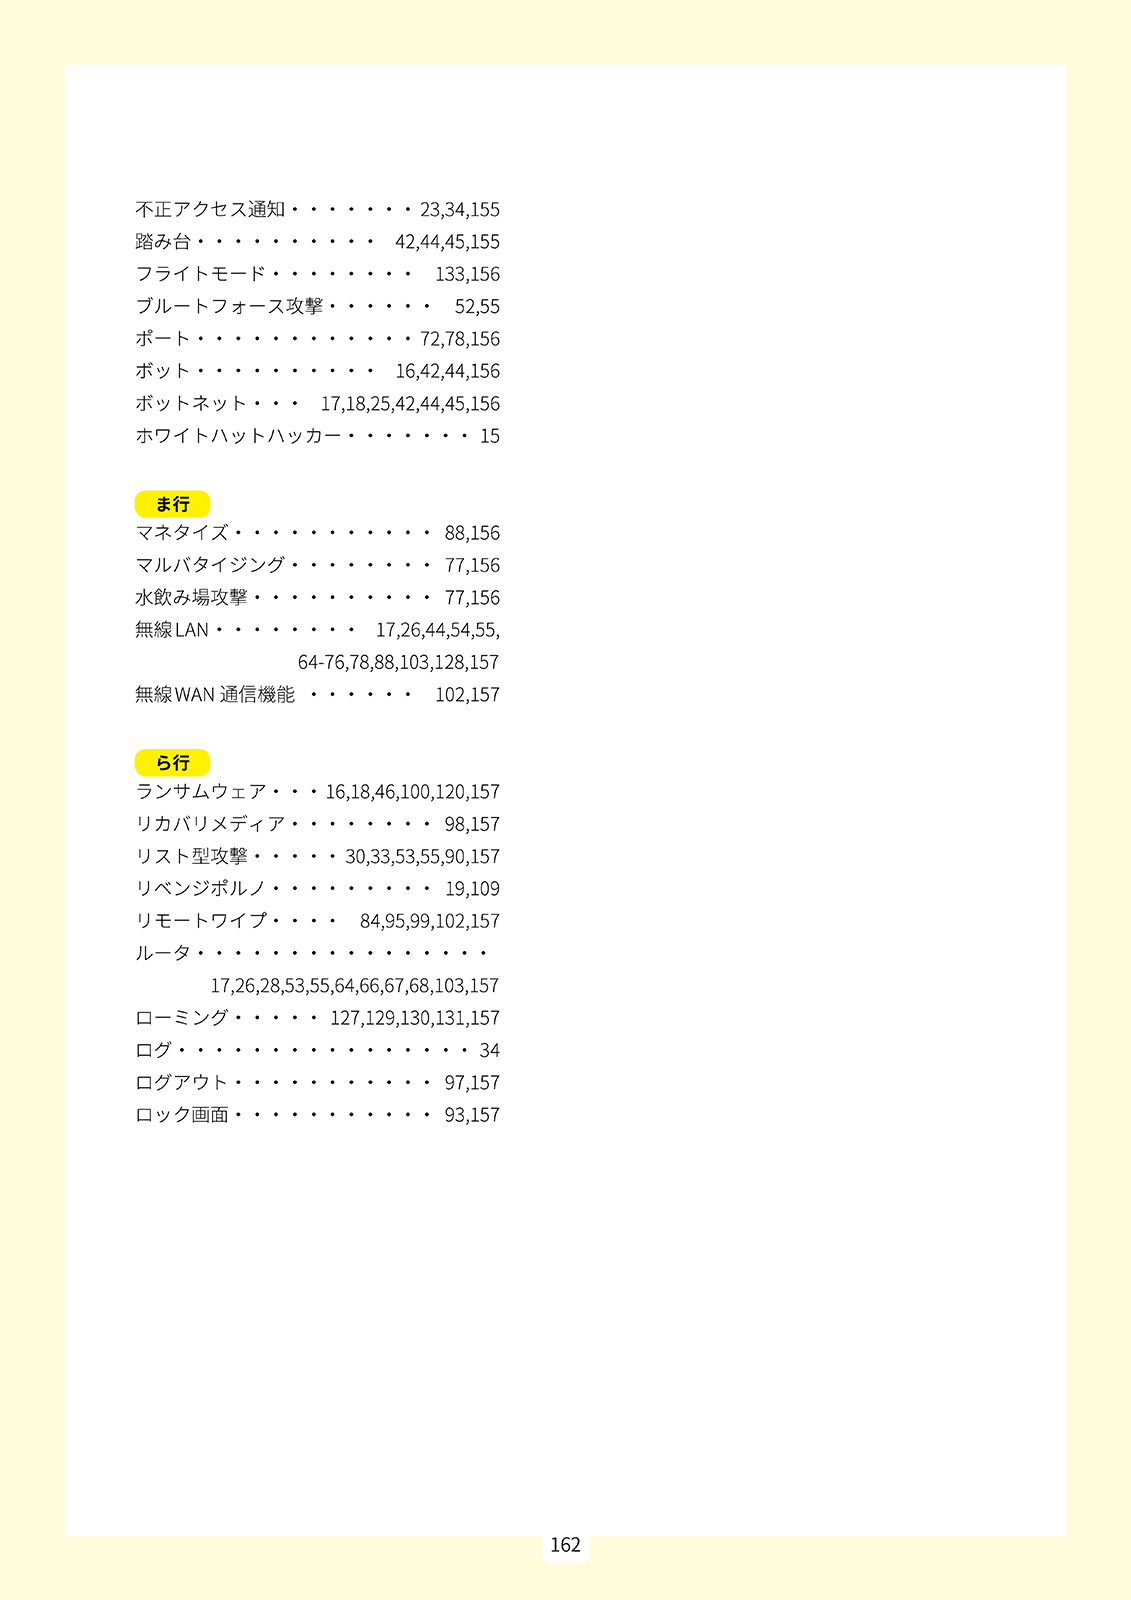 不正アクセス通知・・・・・・・23,34,155
踏み台・・・・・・・・・・ 42,44,45,155
フライトモード・・・・・・・・ 133,156
ブルートフォース攻撃・・・・・・ 52,55
ポート・・・・・・・・・・・・72,78,156
ボット・・・・・・・・・・ 16,42,44,156
ボットネット・・・ 17,18,25,42,44,45,156
ホワイトハットハッカー・・・・・・・15
ま行
マネタイズ・・・・・・・・・・・ 88,156
マルバタイジング・・・・・・・・ 77,156
水飲み場攻撃・・・・・・・・・・ 77,156
無線LAN・・・・・・・・ 17,26,44,54,55,
64-76,78,88,103,128,157
無線WAN 通信機能 ・・・・・・ 102,157
ら行
ランサムウェア・・・16,18,46,100,120,157
リカバリメディア・・・・・・・・ 98,157
リスト型攻撃・・・・・30,33,53,55,90,157
リベンジポルノ・・・・・・・・・ 19,109
リモートワイプ・・・・ 84,95,99,102,157
ルータ・・・・・・・・・・・・・・・・
17,26,28,53,55,64,66,67,68,103,157
ローミング・・・・・ 127,129,130,131,157
ログ・・・・・・・・・・・・・・・・34
ログアウト・・・・・・・・・・・ 97,157
ロック画面・・・・・・・・・・・ 93,157
162